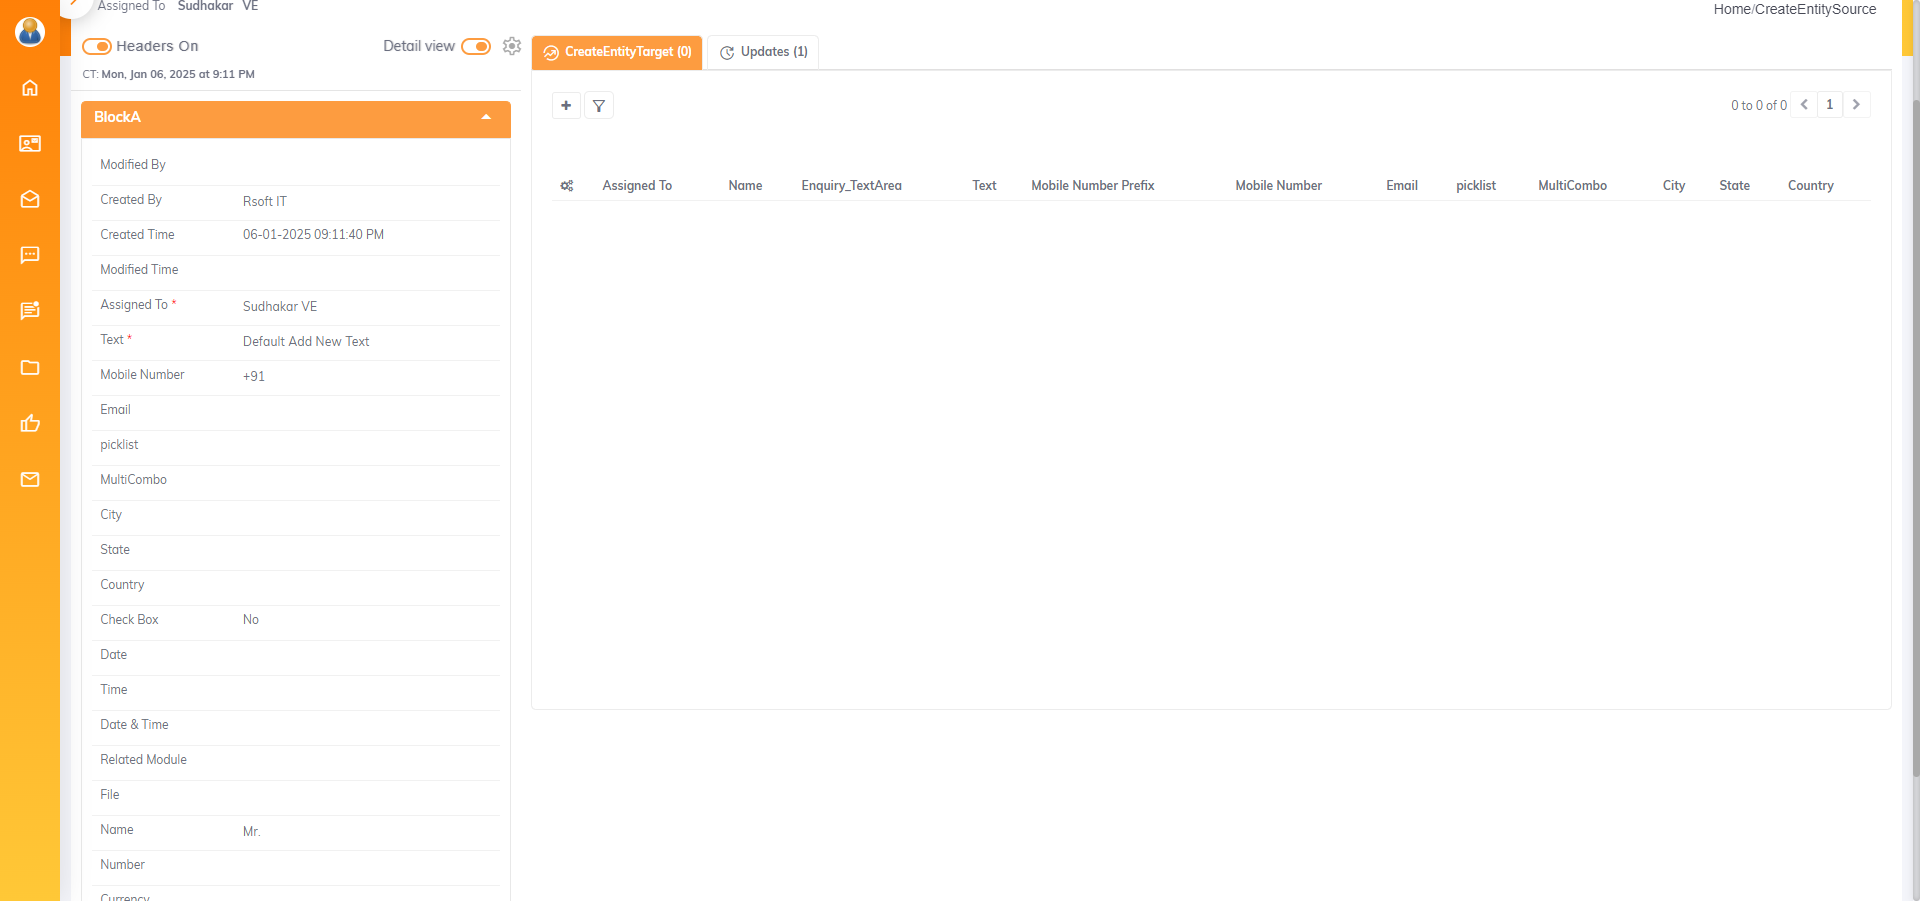 Assigned To Sudhakar VE
Home/CreateEntitySource
Headers On
Detail view
CT: Mon, Jan 06, 2025 at 9:11 PM
BlockA
Modified By
Created By Rsoft IT
Created Time 06-01-2025 09:11:40 PM
Modified Time
Assigned To * Sudhakar VE
Text * Default Add New Text
Mobile Number +91
Email
picklist
MultiCombo
City
State
Country
Check Box No
Date
Time
Date & Time
Related Module
File
Name Mr.
Number
Currency
CreateEntityTarget (0)
Updates (1)
0 to 0 of 0 1
Assigned To Name Enquiry_TextArea Text Mobile Number Prefix Mobile Number Email picklist MultiCombo City State Country